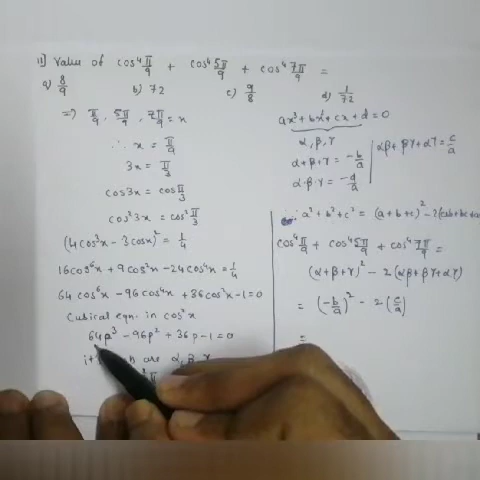 11] Value of cos⁴ π/9 + cos⁴ 5π/9 + cos⁴ 7π/9 =
a) 8/9 b) 72 c) 9/8 d) 1/72
=) π/9 , 5π/9 , 7π/9 = x
∴ x = π/9
3x = π/3
cos3x = cos π/3
cos²3x = cos² π/3
(4cos³x - 3cosx)² = 1/4
16cos⁶x + 9cos²x - 24cos⁴x = 1/4
64 cos⁶x - 96cos⁴x + 36cos²x - 1 = 0
Cubical eqn. in cos²x
64p³ - 96p² + 36p - 1 = 0
are α, β, γ
ax³ + bx² + cx + d = 0
α, β, γ
α + β + γ = -b/a
α·β·γ = -d/a
αβ + βγ + αγ = c/a
a² + b² + c² = (a + b + c)² - 2(ab + bc +
cos⁴ π/9 + cos⁴ 5π/9 + cos⁴ 7π/9 =
(α + β + γ)² - 2(αβ + βγ + αγ)
= (-b/a)² - 2(c/a)
=